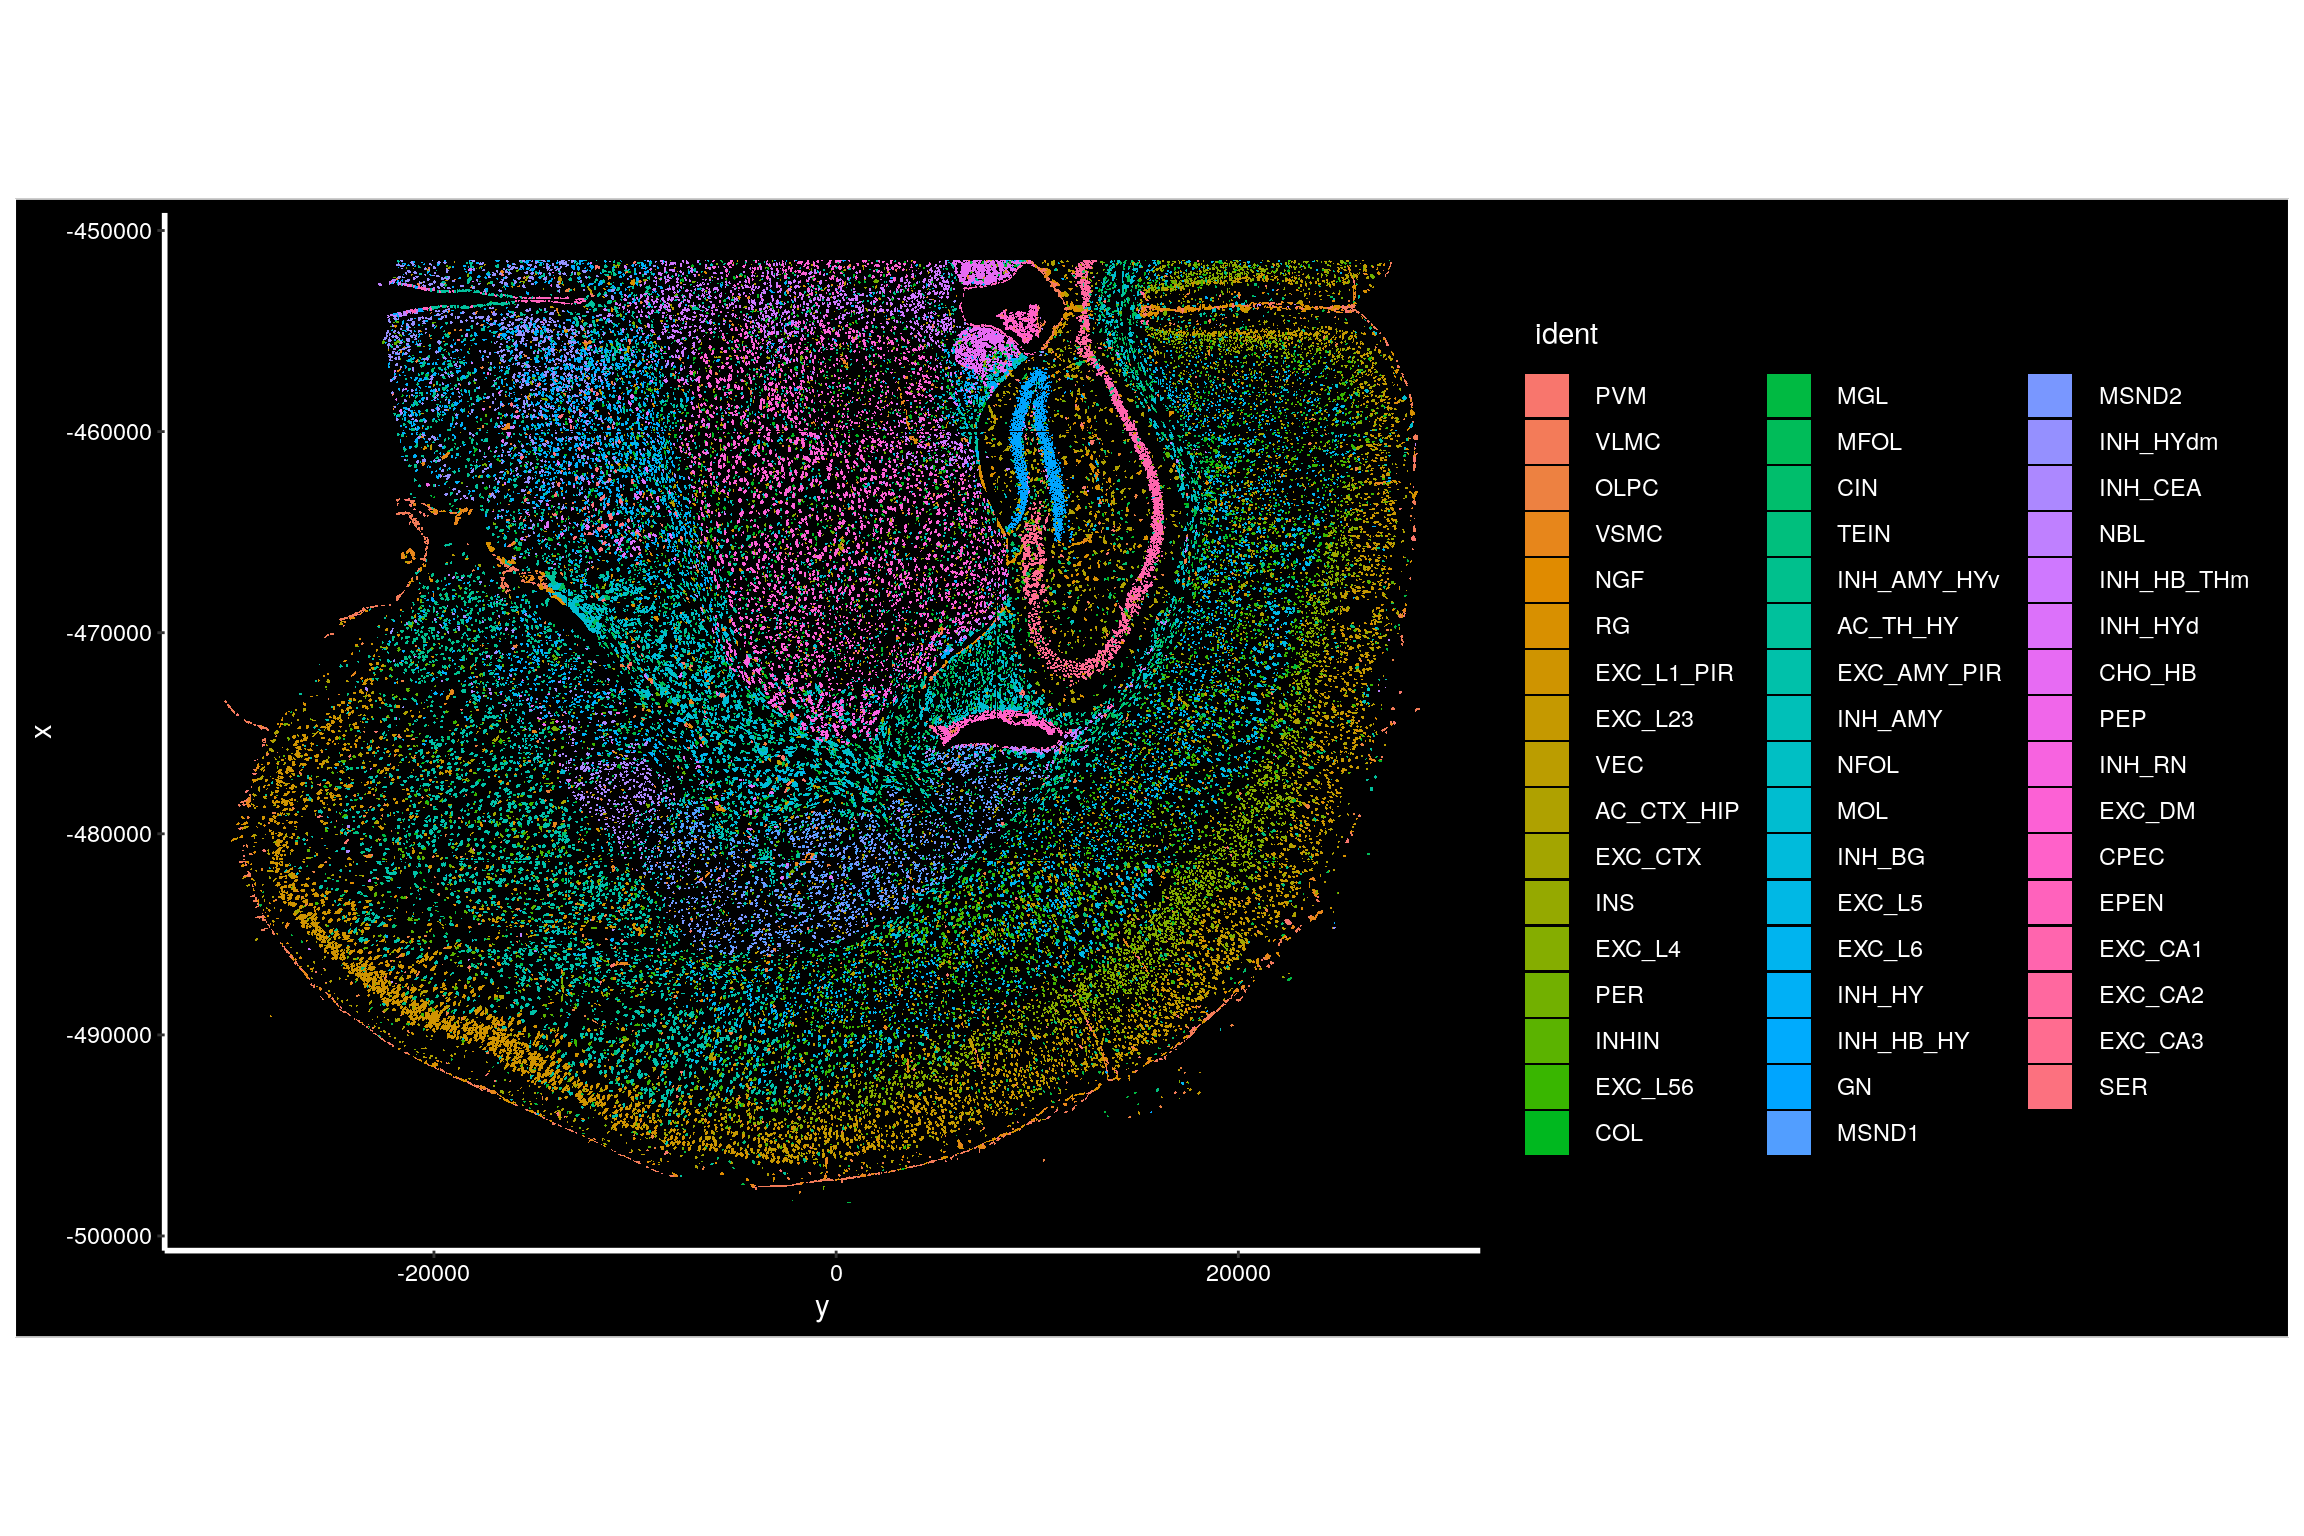 -450000
-460000
-470000
-480000
-490000
-500000
x
-20000
0
20000
y
ident
PVM
VLMC
OLPC
VSMC
NGF
RG
EXC_L1_PIR
EXC_L23
VEC
AC_CTX_HIP
EXC_CTX
INS
EXC_L4
PER
INHIN
EXC_L56
COL
MGL
MFOL
CIN
TEIN
INH_AMY_HYv
AC_TH_HY
EXC_AMY_PIR
INH_AMY
NFOL
MOL
INH_BG
EXC_L5
EXC_L6
INH_HY
INH_HB_HY
GN
MSND1
MSND2
INH_HYdm
INH_CEA
NBL
INH_HB_THm
INH_HYd
CHO_HB
PEP
INH_RN
EXC_DM
CPEC
EPEN
EXC_CA1
EXC_CA2
EXC_CA3
SER